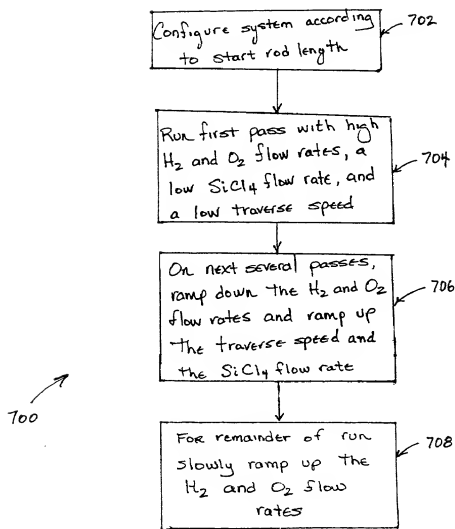 Configure system according
to start rod length
702
Run first pass with high
H2 and O2 flow rates, a
low SiCl4 flow rate, and
a low traverse speed
704
On next several passes,
ramp down the H2 and O2
flow rates and ramp up
the traverse speed and
the SiCl4 flow rate
706
700
For remainder of run
slowly ramp up the
H2 and O2 flow
rates
708